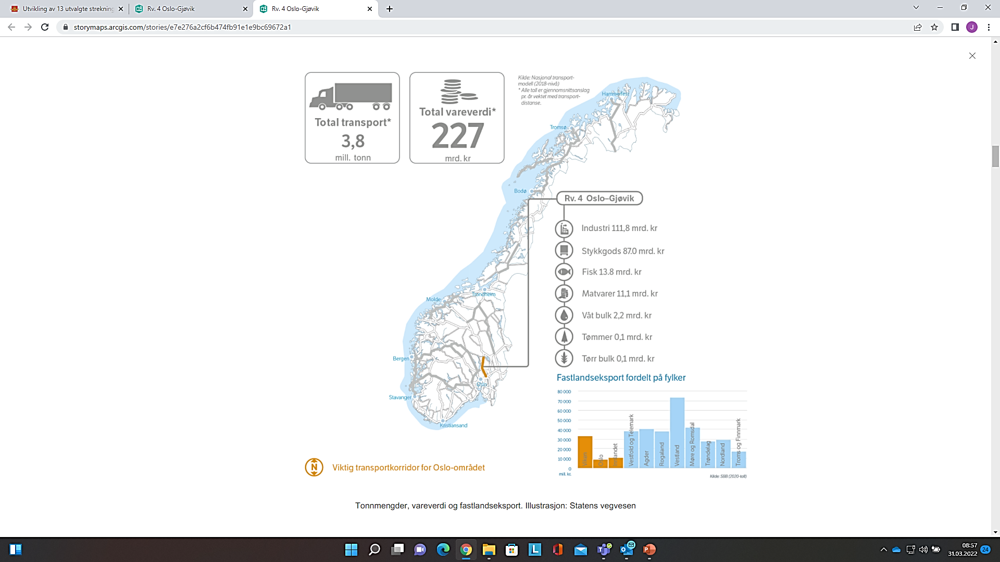 Utvikling av 13 utvalgte streknin
Rv. 4 Oslo-Gjøvik
Rv. 4 Oslo-Gjøvik
storymaps.arcgis.com/stories/e7e276a2cf6b474fb91e1e9bc69672a1
J
Total transport*
3,8
mill. tonn
Total vareverdi*
227
mrd. kr
Kilde: Nasjonal transport-
modell (2018-nivå)
* Alle tall er gjennomsnittsanslag
pr. år vektet med transport-
distanse.
Hammerfest
Tromsø
Bodø
Trondheim
Molde
Bergen
Oslo
Stavanger
Kristiansand
Rv. 4 Oslo–Gjøvik
Industri 111,8 mrd. kr
Stykkgods 87.0 mrd. kr
Fisk 13.8 mrd. kr
Matvarer 11,1 mrd. kr
Våt bulk 2,2 mrd. kr
Tømmer 0,1 mrd. kr
Tørr bulk 0,1 mrd. kr
Fastlandseksport fordelt på fylker
80 000
70 000
60 000
50 000
40 000
30 000
20 000
10 000
0
mill. kr.
Viken
Oslo
Innlandet
Vestfold og Telemark
Agder
Rogaland
Vestland
Møre og Romsdal
Trøndelag
Nordland
Troms og Finnmark
Kilde: SBB (2020-tall)
N
Viktig transportkorridor for Oslo-området
Tonnmengder, vareverdi og fastlandseksport. Illustrasjon: Statens vegvesen
L
08:57
31.03.2022
24